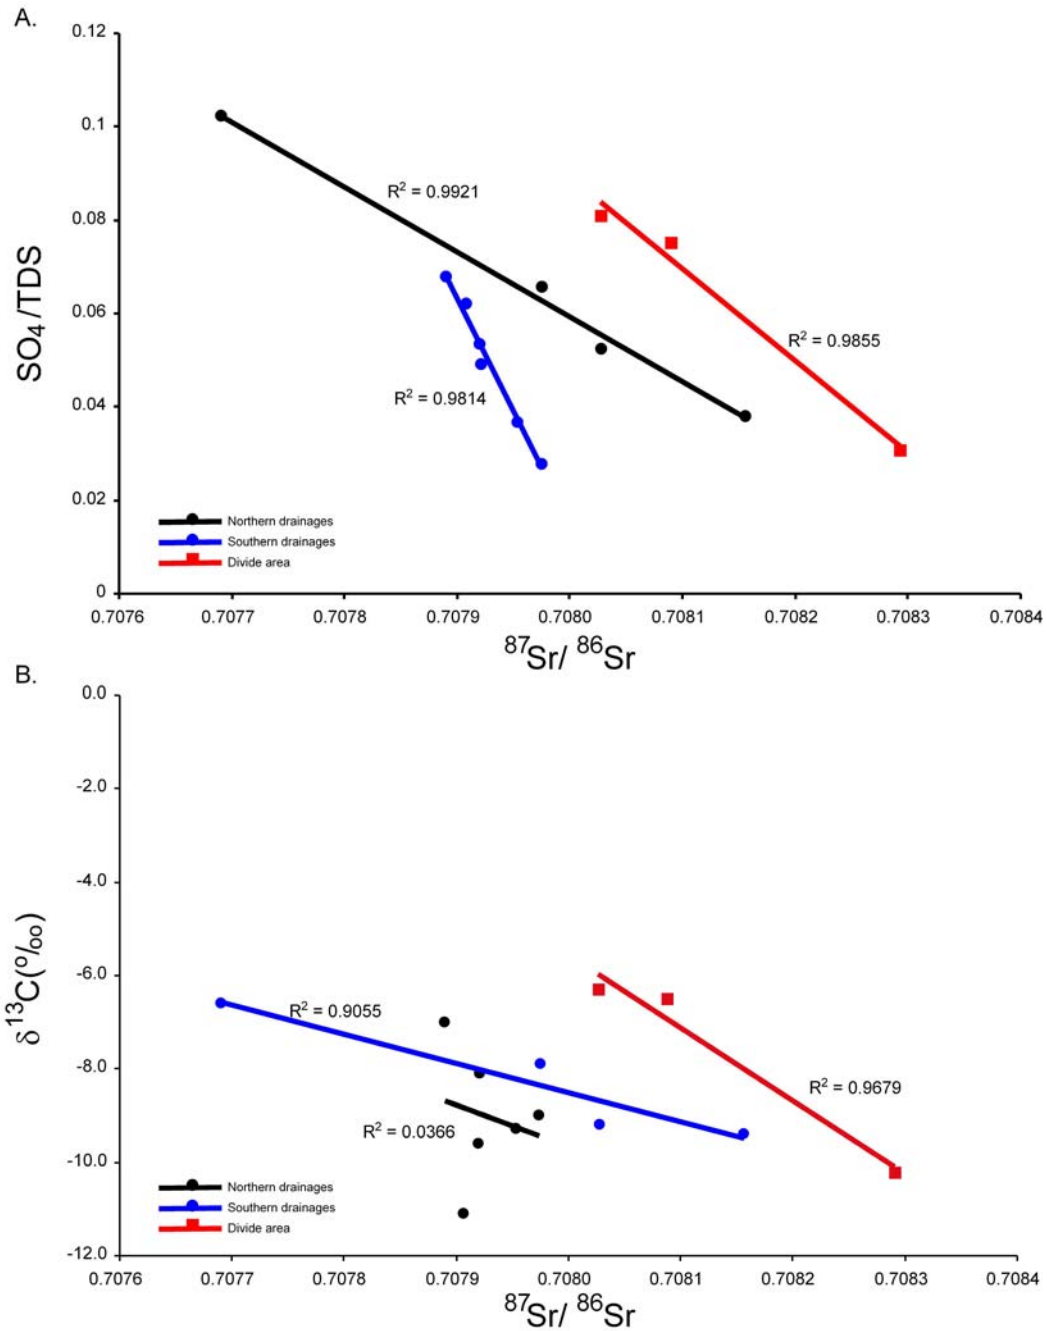 A.
0.12
0.1
0.08
0.06
0.04
0.02
0
SO4 /TDS
R2 = 0.9921
R2 = 0.9855
R2 = 0.9814
Northern drainages
Southern drainages
Divide area
0.7076 0.7077 0.7078 0.7079 0.7080 0.7081 0.7082 0.7083 0.7084
87Sr/ 86Sr
B.
0.0
-2.0
-4.0
-6.0
-8.0
-10.0
-12.0
δ13C(‰)
R2 = 0.9055
R2 = 0.9679
R2 = 0.0366
Northern drainages
Southern drainages
Divide area
0.7076 0.7077 0.7078 0.7079 0.7080 0.7081 0.7082 0.7083 0.7084
87Sr/ 86Sr